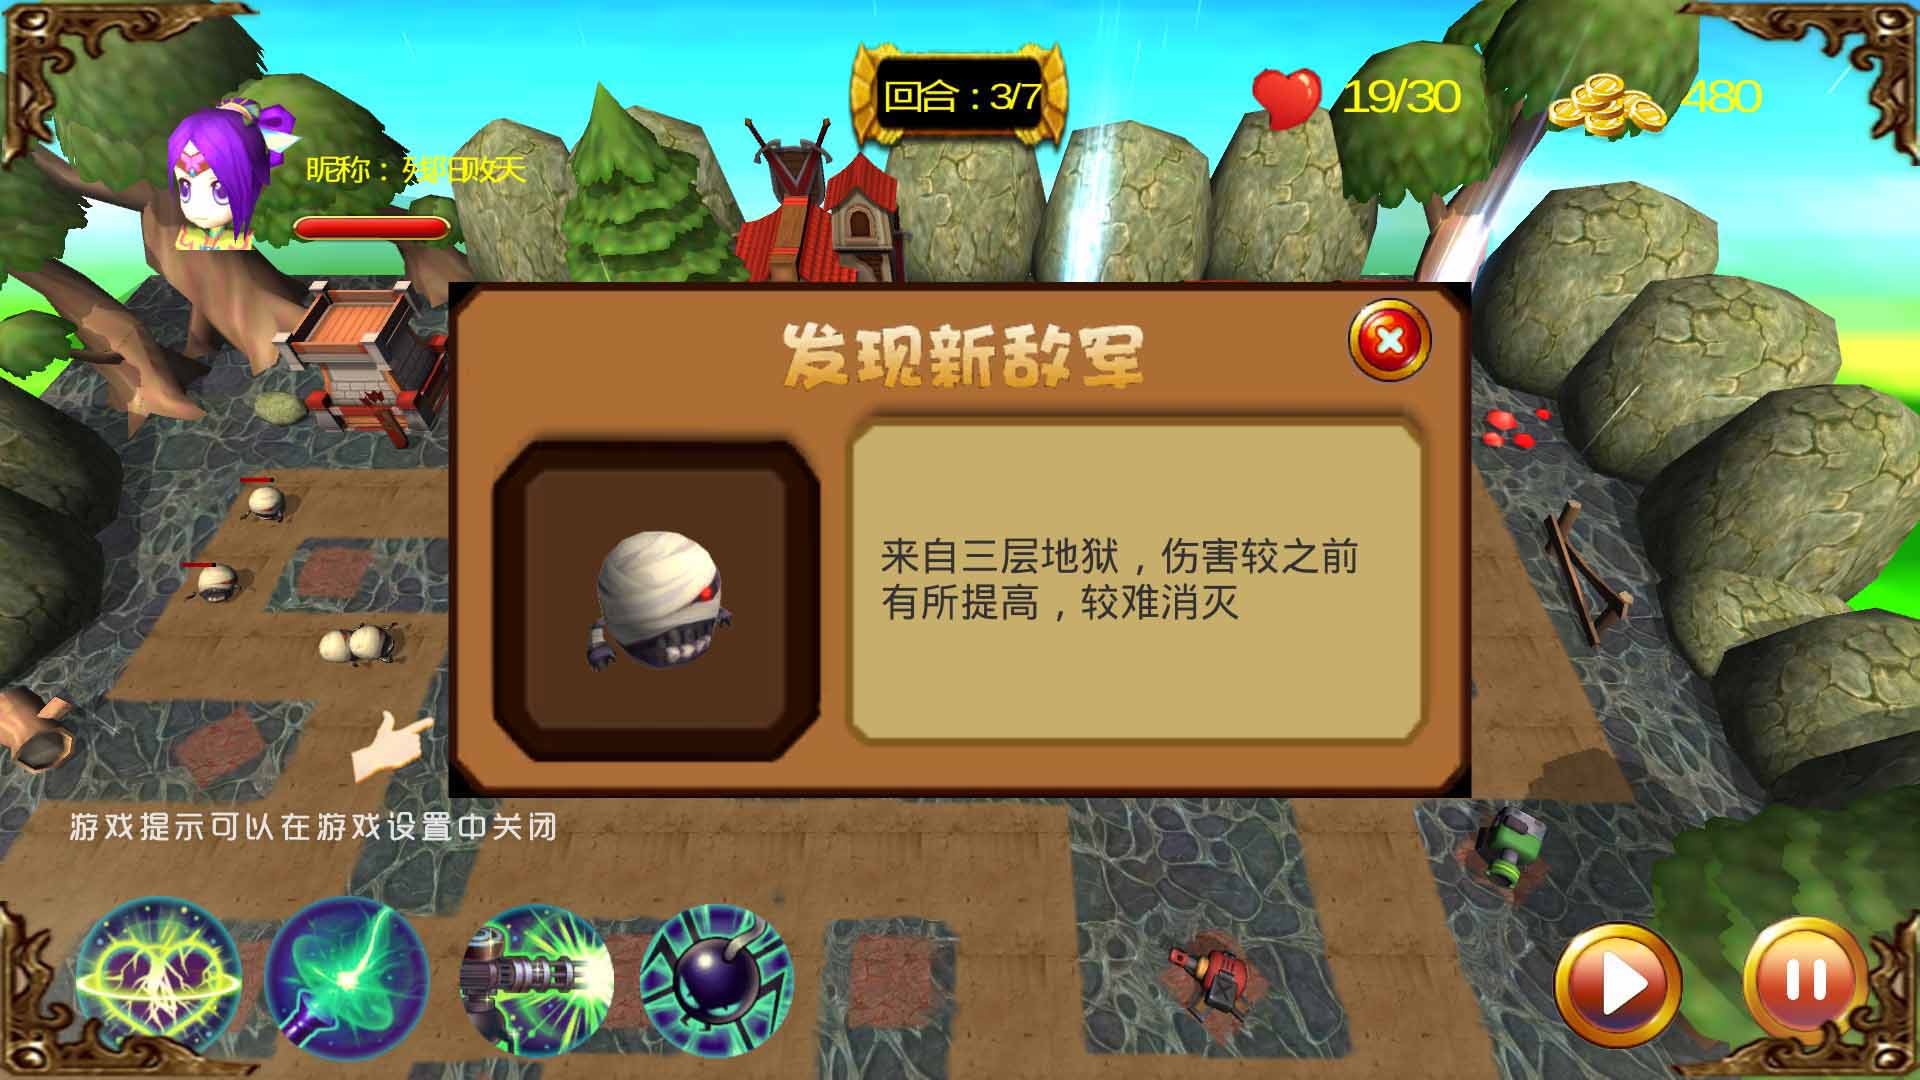 回合：3/7
19/30
480
昵称：残阳败天
发现新敌军
来自三层地狱，伤害较之前
有所提高，较难消灭
游戏提示可以在游戏设置中关闭